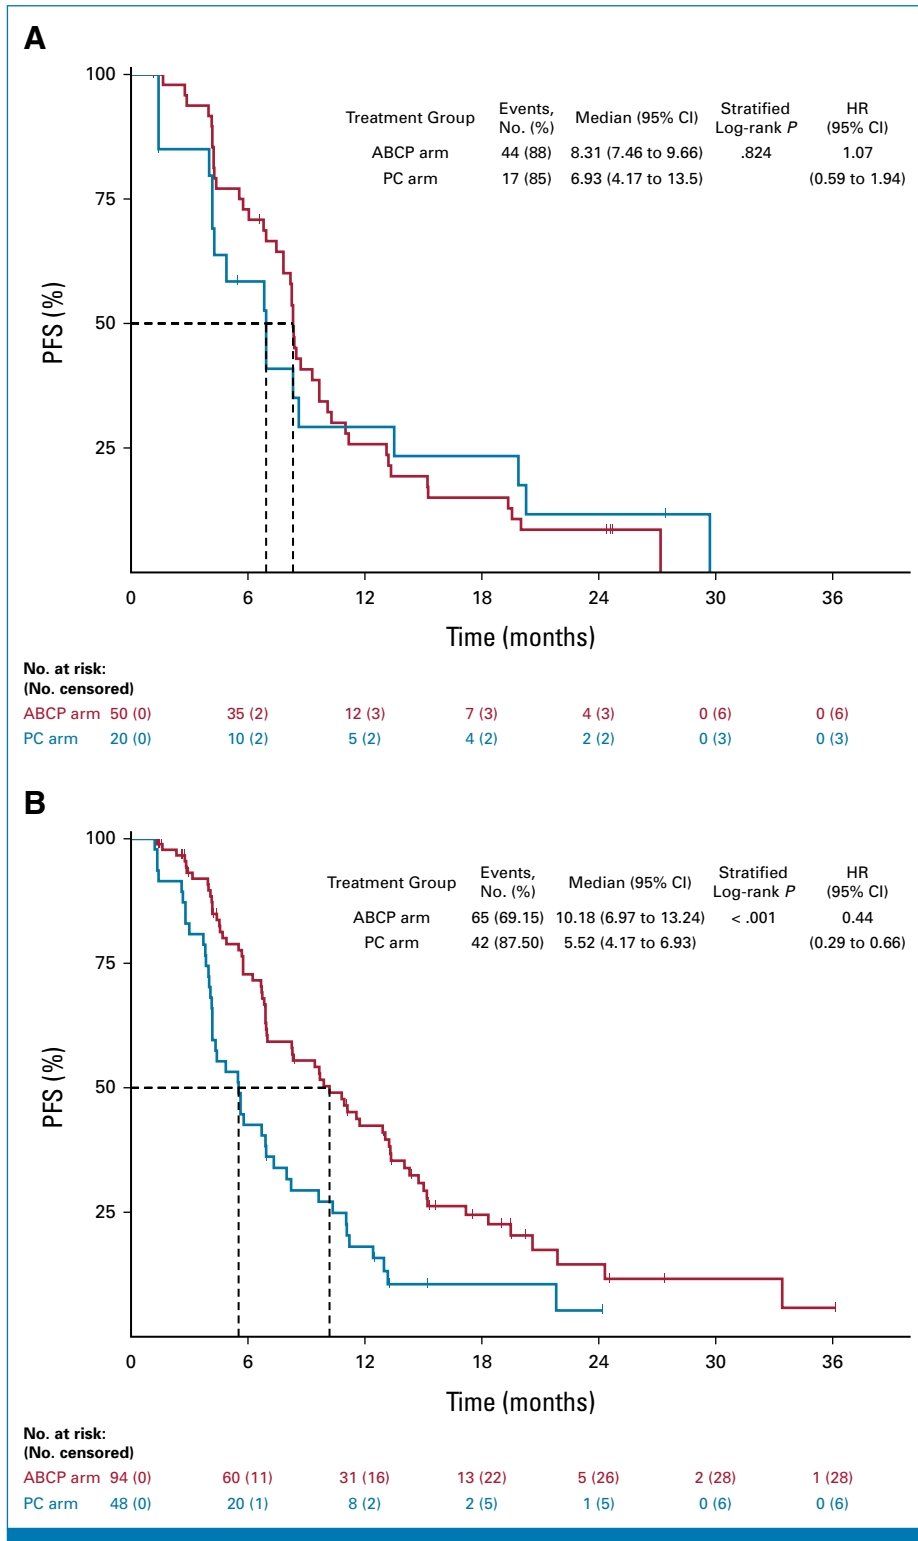 A
100
75
50
25
PFS (%)
Treatment Group Events, No. (%) Median (95% CI) Stratified Log-rank P HR (95% CI)
ABCP arm 44 (88) 8.31 (7.46 to 9.66) .824 1.07
PC arm 17 (85) 6.93 (4.17 to 13.5) (0.59 to 1.94)
0 6 12 18 24 30 36
Time (months)
No. at risk:
(No. censored)
ABCP arm 50 (0) 35 (2) 12 (3) 7 (3) 4 (3) 0 (6) 0 (6)
PC arm 20 (0) 10 (2) 5 (2) 4 (2) 2 (2) 0 (3) 0 (3)
B
100
75
50
25
PFS (%)
Treatment Group Events, No. (%) Median (95% CI) Stratified Log-rank P HR (95% CI)
ABCP arm 65 (69.15) 10.18 (6.97 to 13.24) < .001 0.44
PC arm 42 (87.50) 5.52 (4.17 to 6.93) (0.29 to 0.66)
0 6 12 18 24 30 36
Time (months)
No. at risk:
(No. censored)
ABCP arm 94 (0) 60 (11) 31 (16) 13 (22) 5 (26) 2 (28) 1 (28)
PC arm 48 (0) 20 (1) 8 (2) 2 (5) 1 (5) 0 (6) 0 (6)